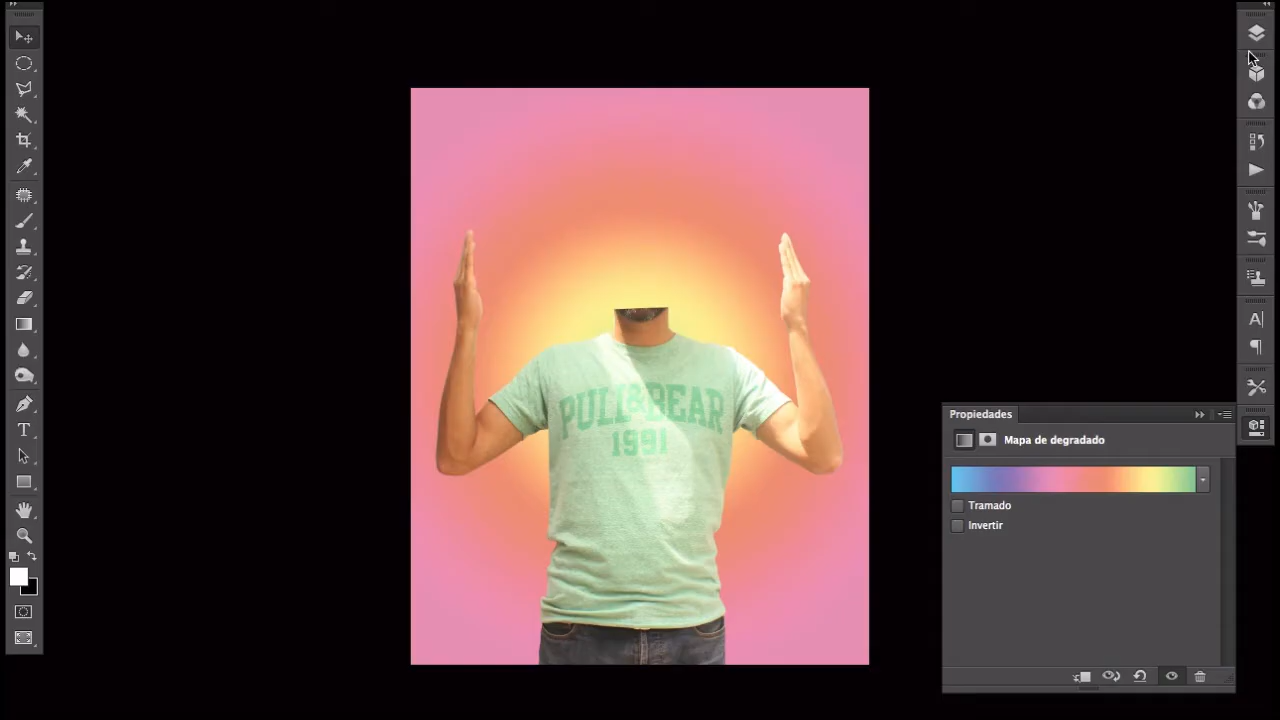 PULL&BEAR
1991
Propiedades
Mapa de degradado
Tramado
Invertir